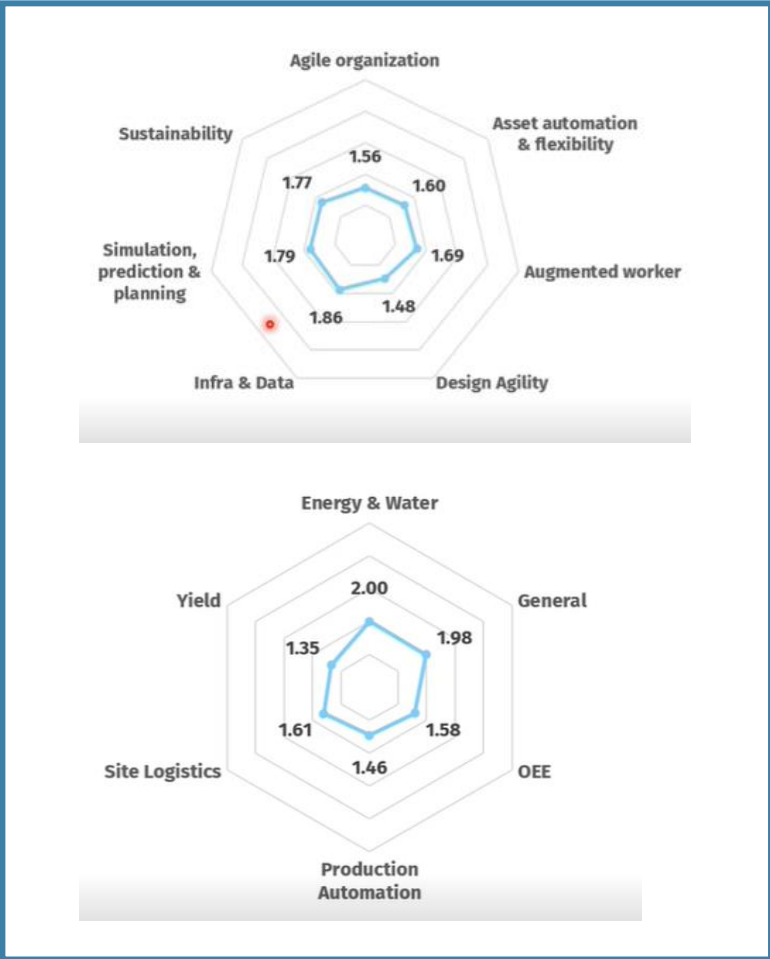 Agile organization
Sustainability
Asset automation
& flexibility
1.56
1.77
1.60
Simulation,
prediction &
planning
1.79
1.69
Augmented worker
1.86
1.48
Infra & Data
Design Agility
Energy & Water
Yield
General
2.00
1.35
1.98
1.61
1.58
1.46
Site Logistics
OEE
Production
Automation